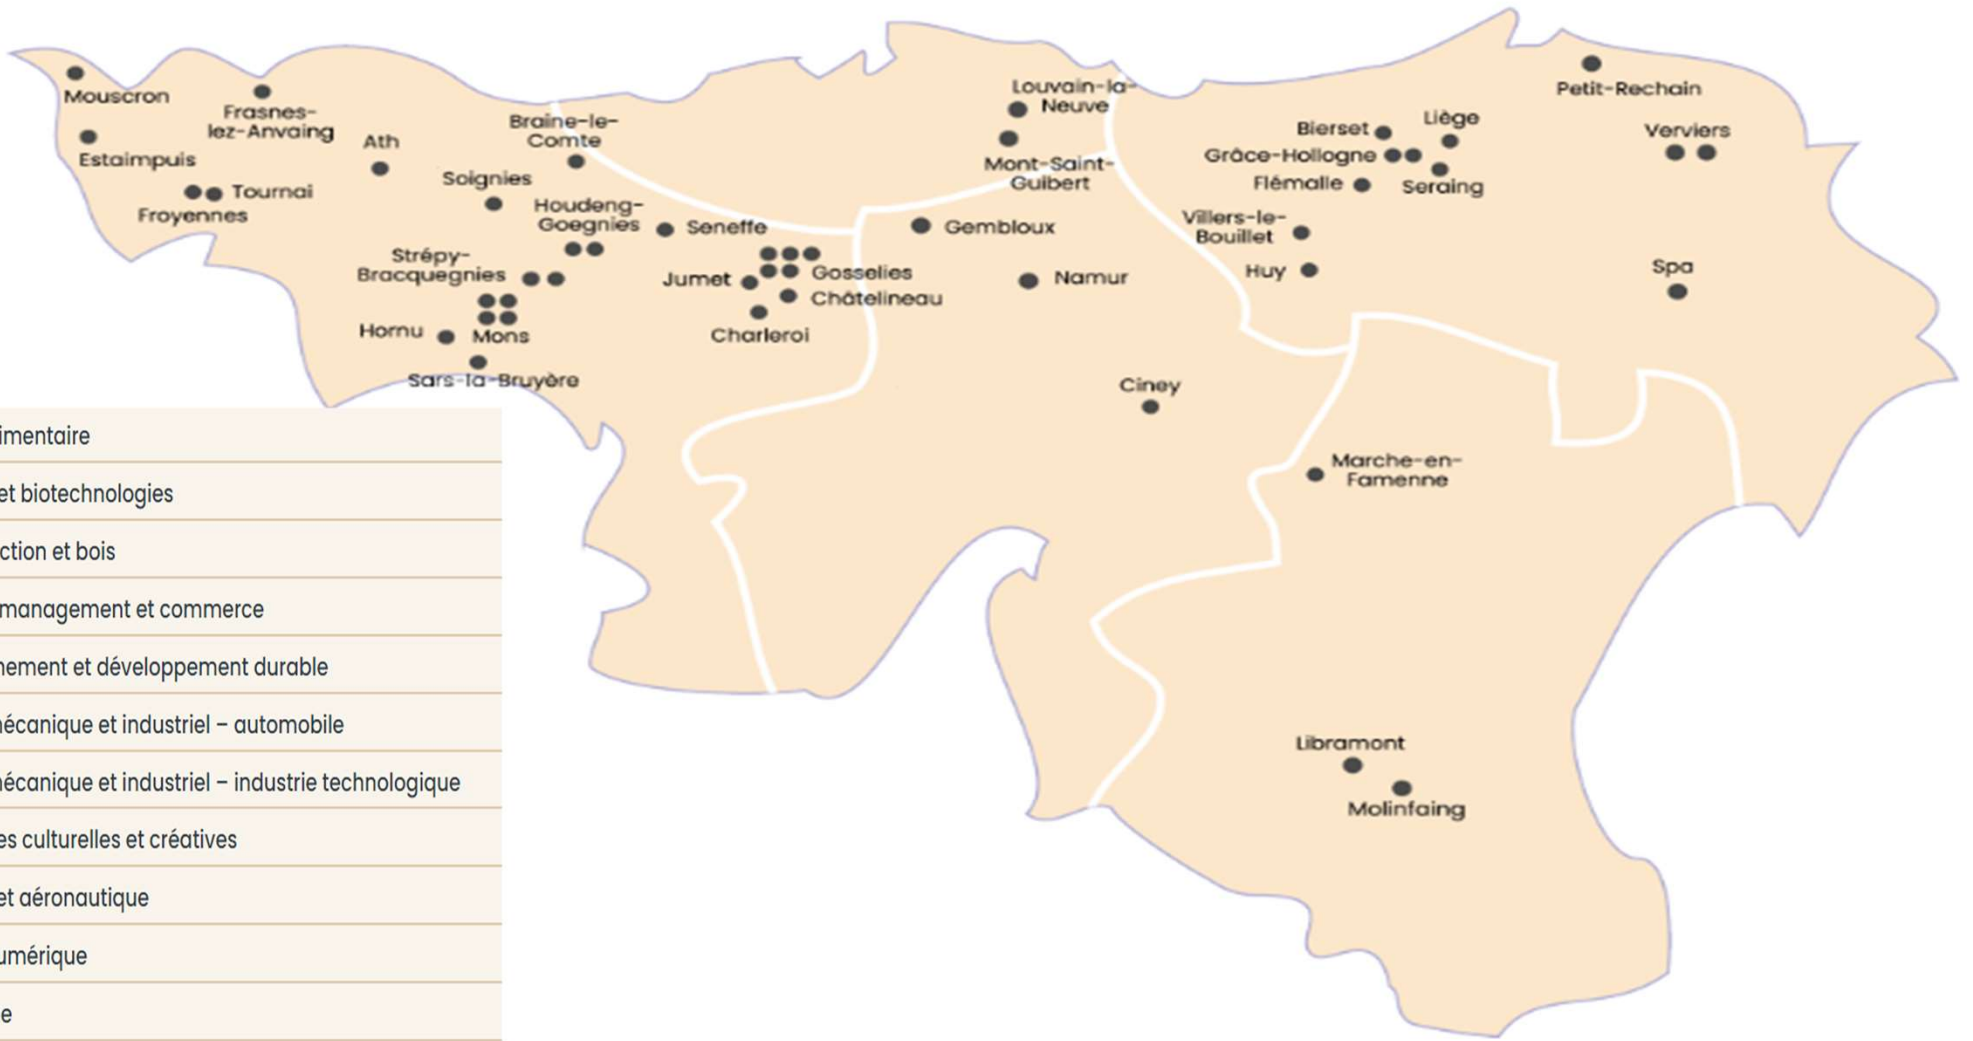 Mouscron
Frasnes-
lez-Anvaing
Estaimpuis
Ath
Tournai
Froyennes
Braine-le-
Comte
Soignies
Houdeng-
Goegnies
Seneffe
Strépy-
Bracquegnies
Jumet
Gosselies
Châtelineau
Charleroi
Hornu
Mons
Sars-la-Bruyère
Louvain-la-
Neuve
Mont-Saint-
Guibert
Gembloux
Namur
Ciney
Petit-Rechain
Liège
Bierset
Verviers
Grâce-Hollogne
Flémalle
Seraing
Villers-le-
Bouillet
Huy
Spa
Marche-en-
Famenne
Libramont
Molinfaing
imentaire
et biotechnologies
ction et bois
management et commerce
nement et développement durable
mécanique et industriel – automobile
mécanique et industriel – industrie technologique
es culturelles et créatives
et aéronautique
umérique
e